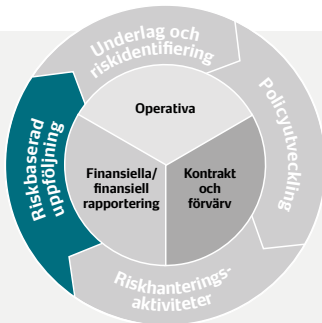 Underlag och
riskidentifiering
Policyutveckling
Riskhanterings-
aktiviteter
Riskbaserad
uppföljning
Operativa
Finansiella/
finansiell
rapportering
Kontrakt
och
förvärv